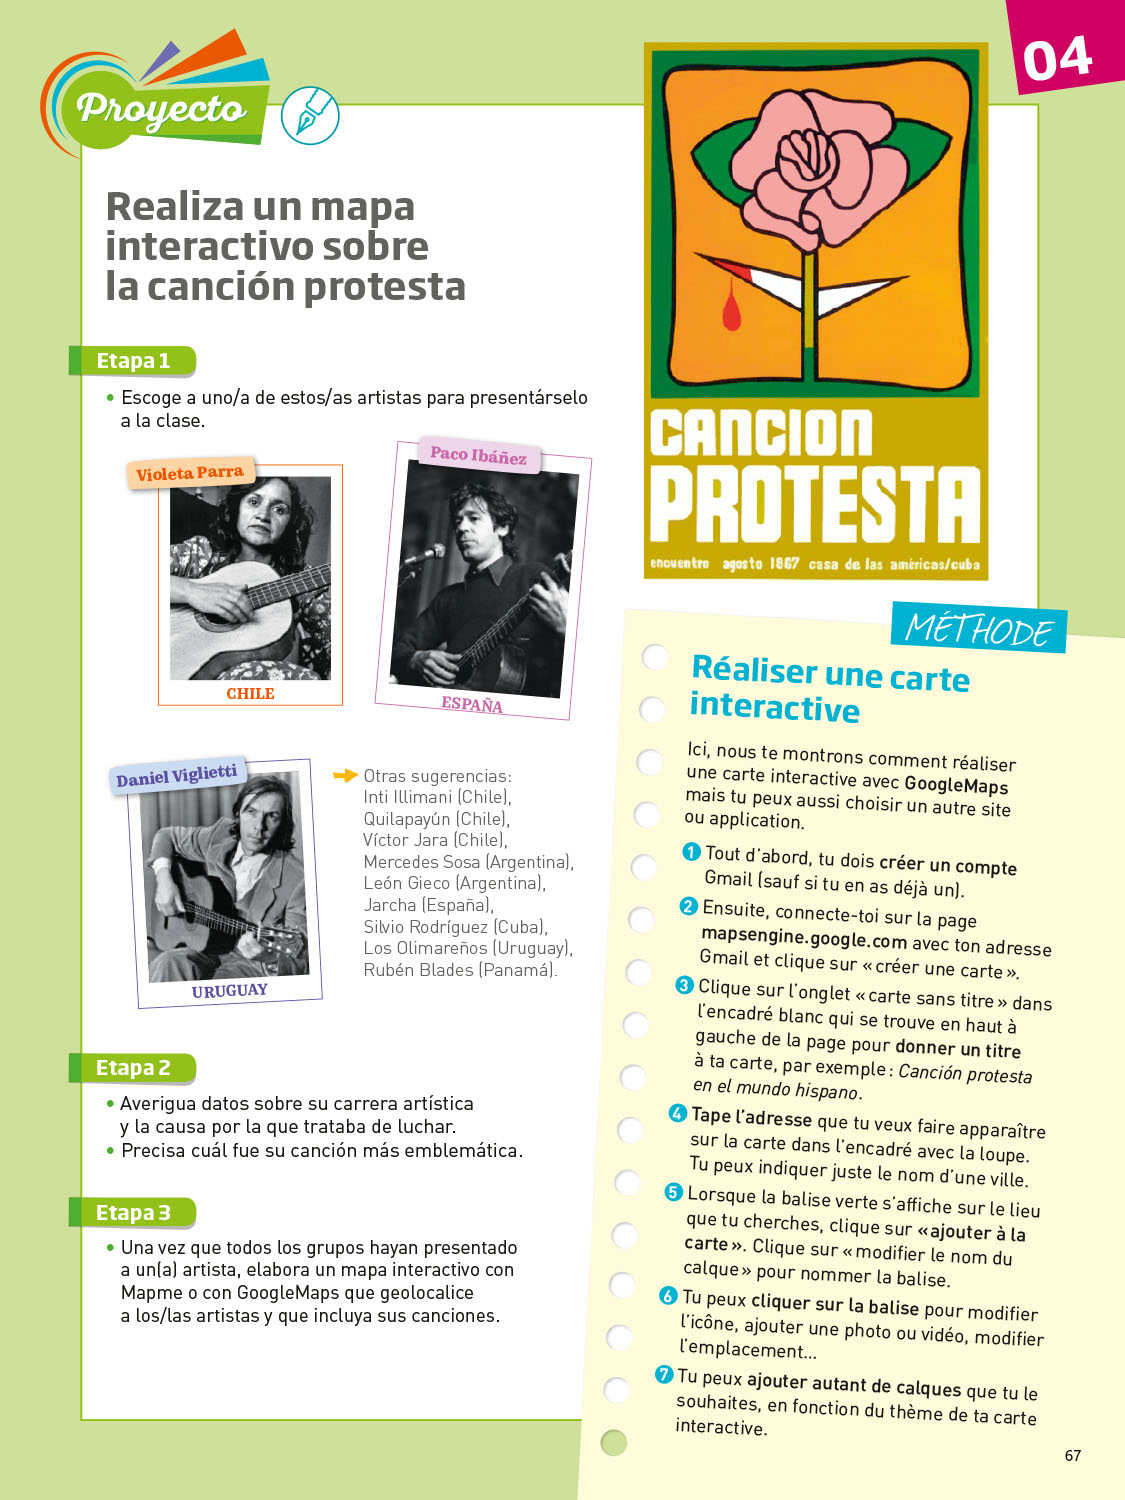 Proyecto
04
Realiza un mapa
interactivo sobre
la canción protesta
Etapa 1
• Escoge a uno/a de estos/as artistas para presentárselo
a la clase.
Violeta Parra
CHILE
Paco Ibáñez
ESPAÑA
Daniel Viglietti
URUGUAY
Otras sugerencias:
Inti Illimani (Chile),
Quilapayún (Chile),
Víctor Jara (Chile),
Mercedes Sosa (Argentina),
León Gieco (Argentina),
Jarcha (España),
Silvio Rodríguez (Cuba),
Los Olimareños (Uruguay),
Rubén Blades (Panamá).
Etapa 2
• Averigua datos sobre su carrera artística
y la causa por la que trataba de luchar.
• Precisa cuál fue su canción más emblemática.
Etapa 3
• Una vez que todos los grupos hayan presentado
a un(a) artista, elabora un mapa interactivo con
Mapme o con GoogleMaps que geolocalice
a los/las artistas y que incluya sus canciones.
CANCION
PROTESTA
encuentro agosto 1967 casa de las américas/cuba
MÉTHODE
Réaliser une carte
interactive
Ici, nous te montrons comment réaliser
une carte interactive avec GoogleMaps
mais tu peux aussi choisir un autre site
ou application.
1 Tout d'abord, tu dois créer un compte
Gmail (sauf si tu en as déjà un).
2 Ensuite, connecte-toi sur la page
mapsengine.google.com avec ton adresse
Gmail et clique sur « créer une carte ».
3 Clique sur l'onglet « carte sans titre » dans
l'encadré blanc qui se trouve en haut à
gauche de la page pour donner un titre
à ta carte, par exemple : Canción protesta
en el mundo hispano.
4 Tape l'adresse que tu veux faire apparaître
sur la carte dans l'encadré avec la loupe.
Tu peux indiquer juste le nom d'une ville.
5 Lorsque la balise verte s'affiche sur le lieu
que tu cherches, clique sur « ajouter à la
carte ». Clique sur « modifier le nom du
calque » pour nommer la balise.
6 Tu peux cliquer sur la balise pour modifier
l'icône, ajouter une photo ou vidéo, modifier
l'emplacement...
7 Tu peux ajouter autant de calques que tu le
souhaites, en fonction du thème de ta carte
interactive.
67